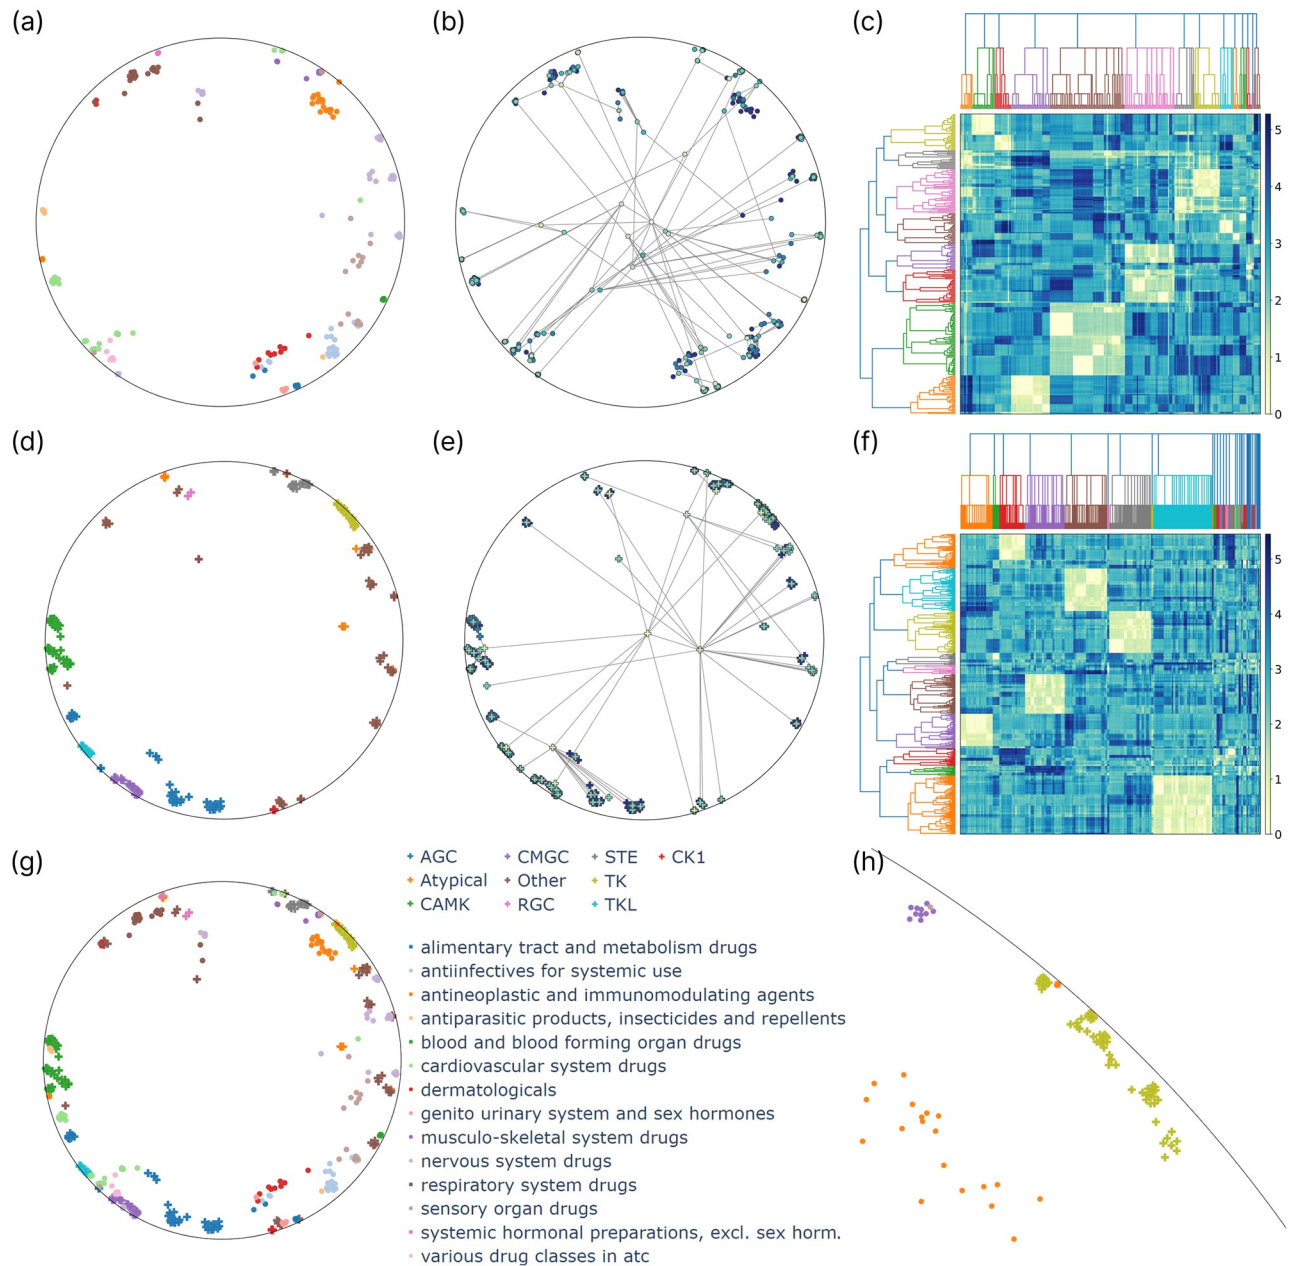 (a)
(b)
(c)
5
4
3
2
1
0
(d)
(e)
(f)
5
4
3
2
1
0
(g)
AGC CMGC STE CK1
Atypical Other TK
CAMK RGC TKL
alimentary tract and metabolism drugs
antiinfectives for systemic use
antineoplastic and immunomodulating agents
antiparasitic products, insecticides and repellents
blood and blood forming organ drugs
cardiovascular system drugs
dermatologicals
genito urinary system and sex hormones
musculo-skeletal system drugs
nervous system drugs
respiratory system drugs
sensory organ drugs
systemic hormonal preparations, excl. sex horm.
various drug classes in atc
(h)